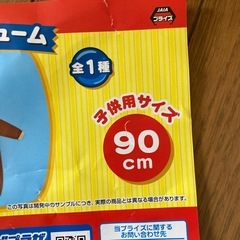 JAIA
プライズ
ューム
全1種
子供用サイズ
90
cm
この写真は開発中のサンプルにつき、実際の商品とは異なる場合があります。
プラザ
当プライズに関する
お問い合わせ先